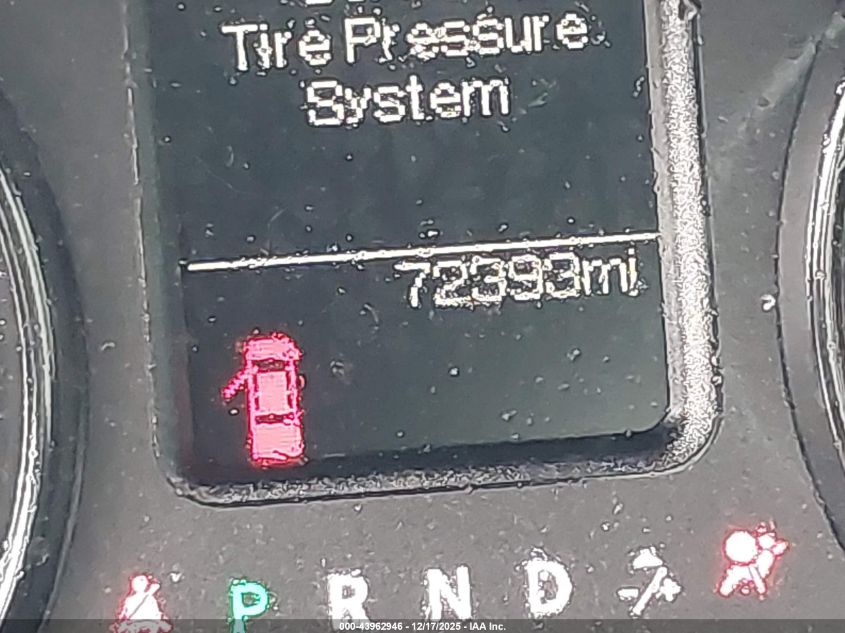 Tire Pressure
System
72393mi
P R N D +/-
000-43962946 - 12/17/2025 - IAA Inc.